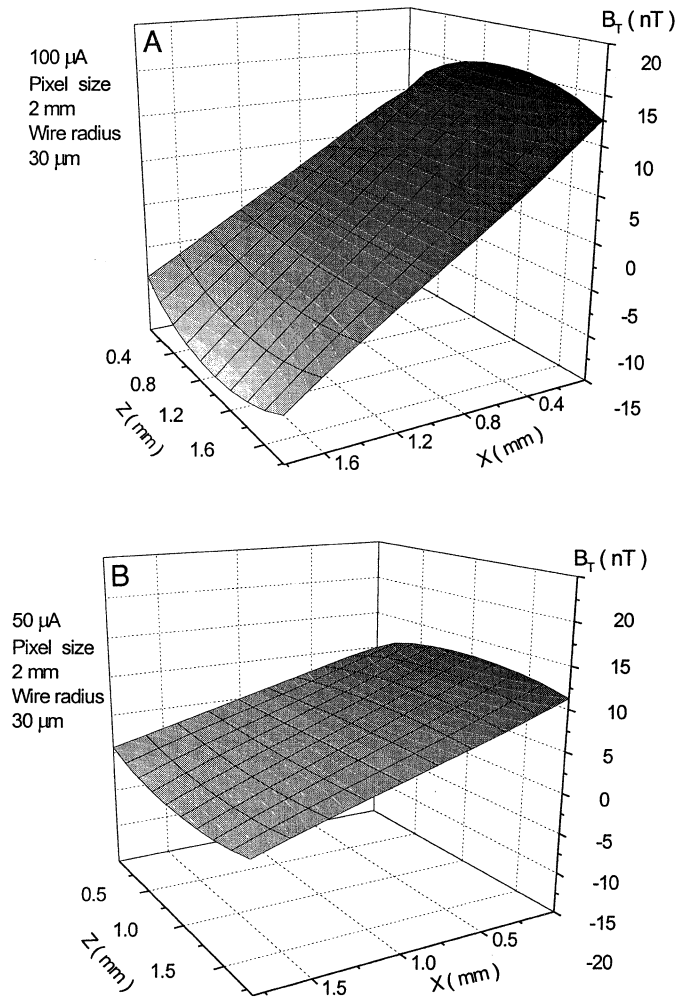 A
B_T ( nT )
100 μA
Pixel size
2 mm
Wire radius
30 μm
20
15
10
5
0
-5
-10
-15
0.4
0.8
1.2
1.6
Z ( mm )
1.6
1.2
0.8
0.4
X ( mm )
B
B_T ( nT )
50 μA
Pixel size
2 mm
Wire radius
30 μm
20
15
10
5
0
-5
-10
-15
-20
0.5
1.0
1.5
Z ( mm )
1.5
1.0
0.5
X ( mm )